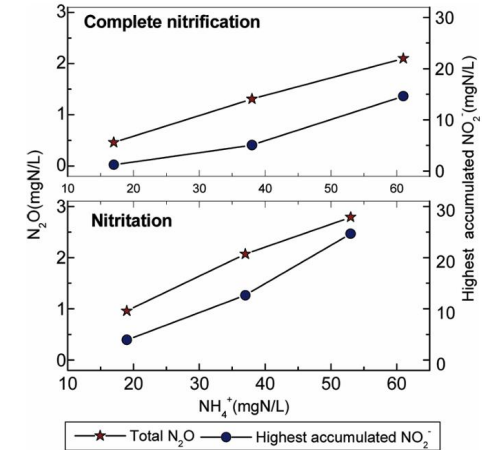 Complete nitrification
3
2
1
0
30
20
10
0
10 20 30 40 50 60
Nitritation
3
2
1
0
30
20
10
0
10 20 30 40 50 60
N₂O(mgN/L)
Highest accumulated NO₂⁻(mgN/L)
NH₄⁺(mgN/L)
Total N₂O Highest accumulated NO₂⁻